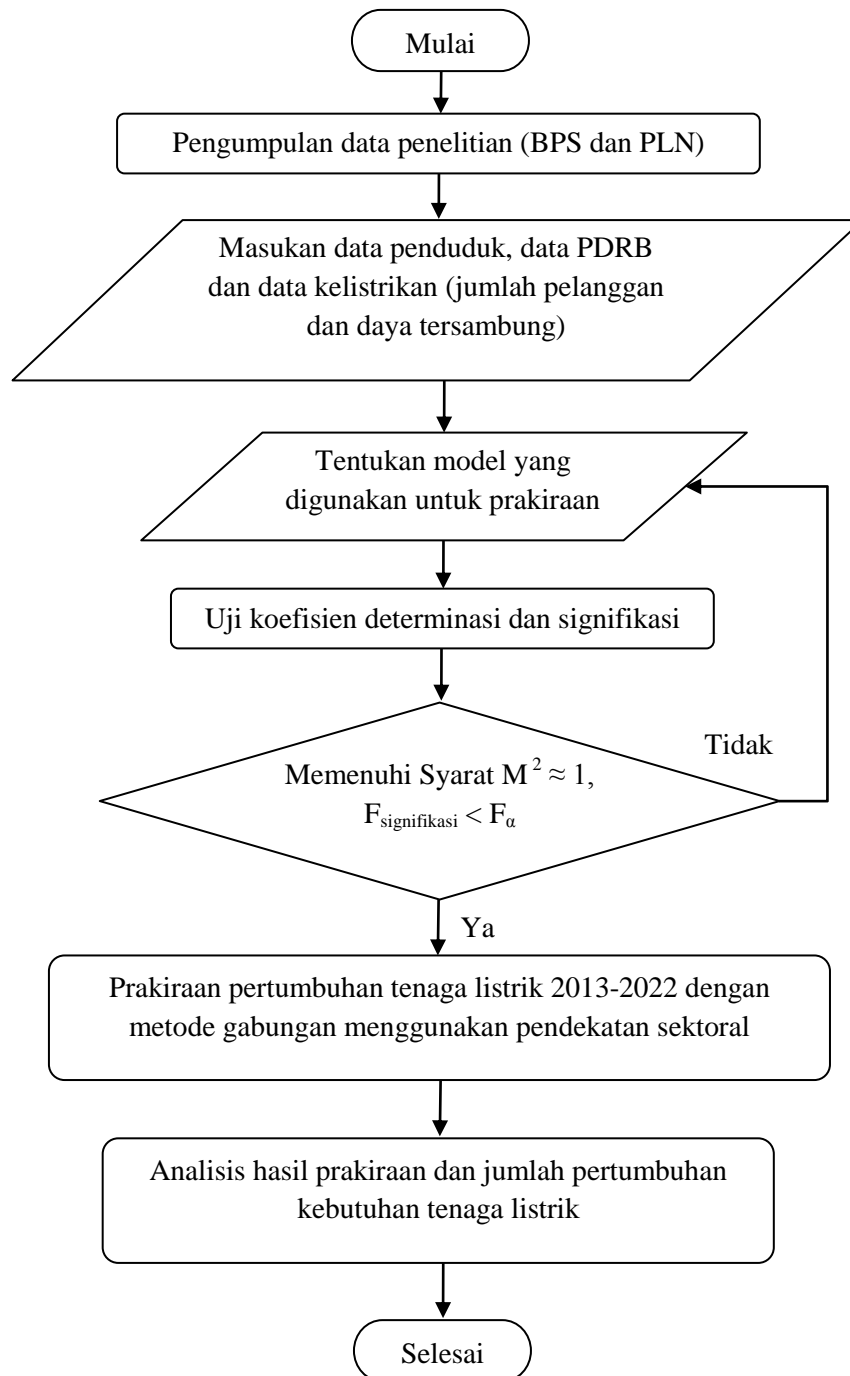 Mulai
Pengumpulan data penelitian (BPS dan PLN)
Masukan data penduduk, data PDRB
dan data kelistrikan (jumlah pelanggan
dan daya tersambung)
Tentukan model yang
digunakan untuk prakiraan
Uji koefisien determinasi dan signifikasi
Tidak
Memenuhi Syarat M² ≈ 1,
F_signifikasi < F_α
Ya
Prakiraan pertumbuhan tenaga listrik 2013-2022 dengan
metode gabungan menggunakan pendekatan sektoral
Analisis hasil prakiraan dan jumlah pertumbuhan
kebutuhan tenaga listrik
Selesai